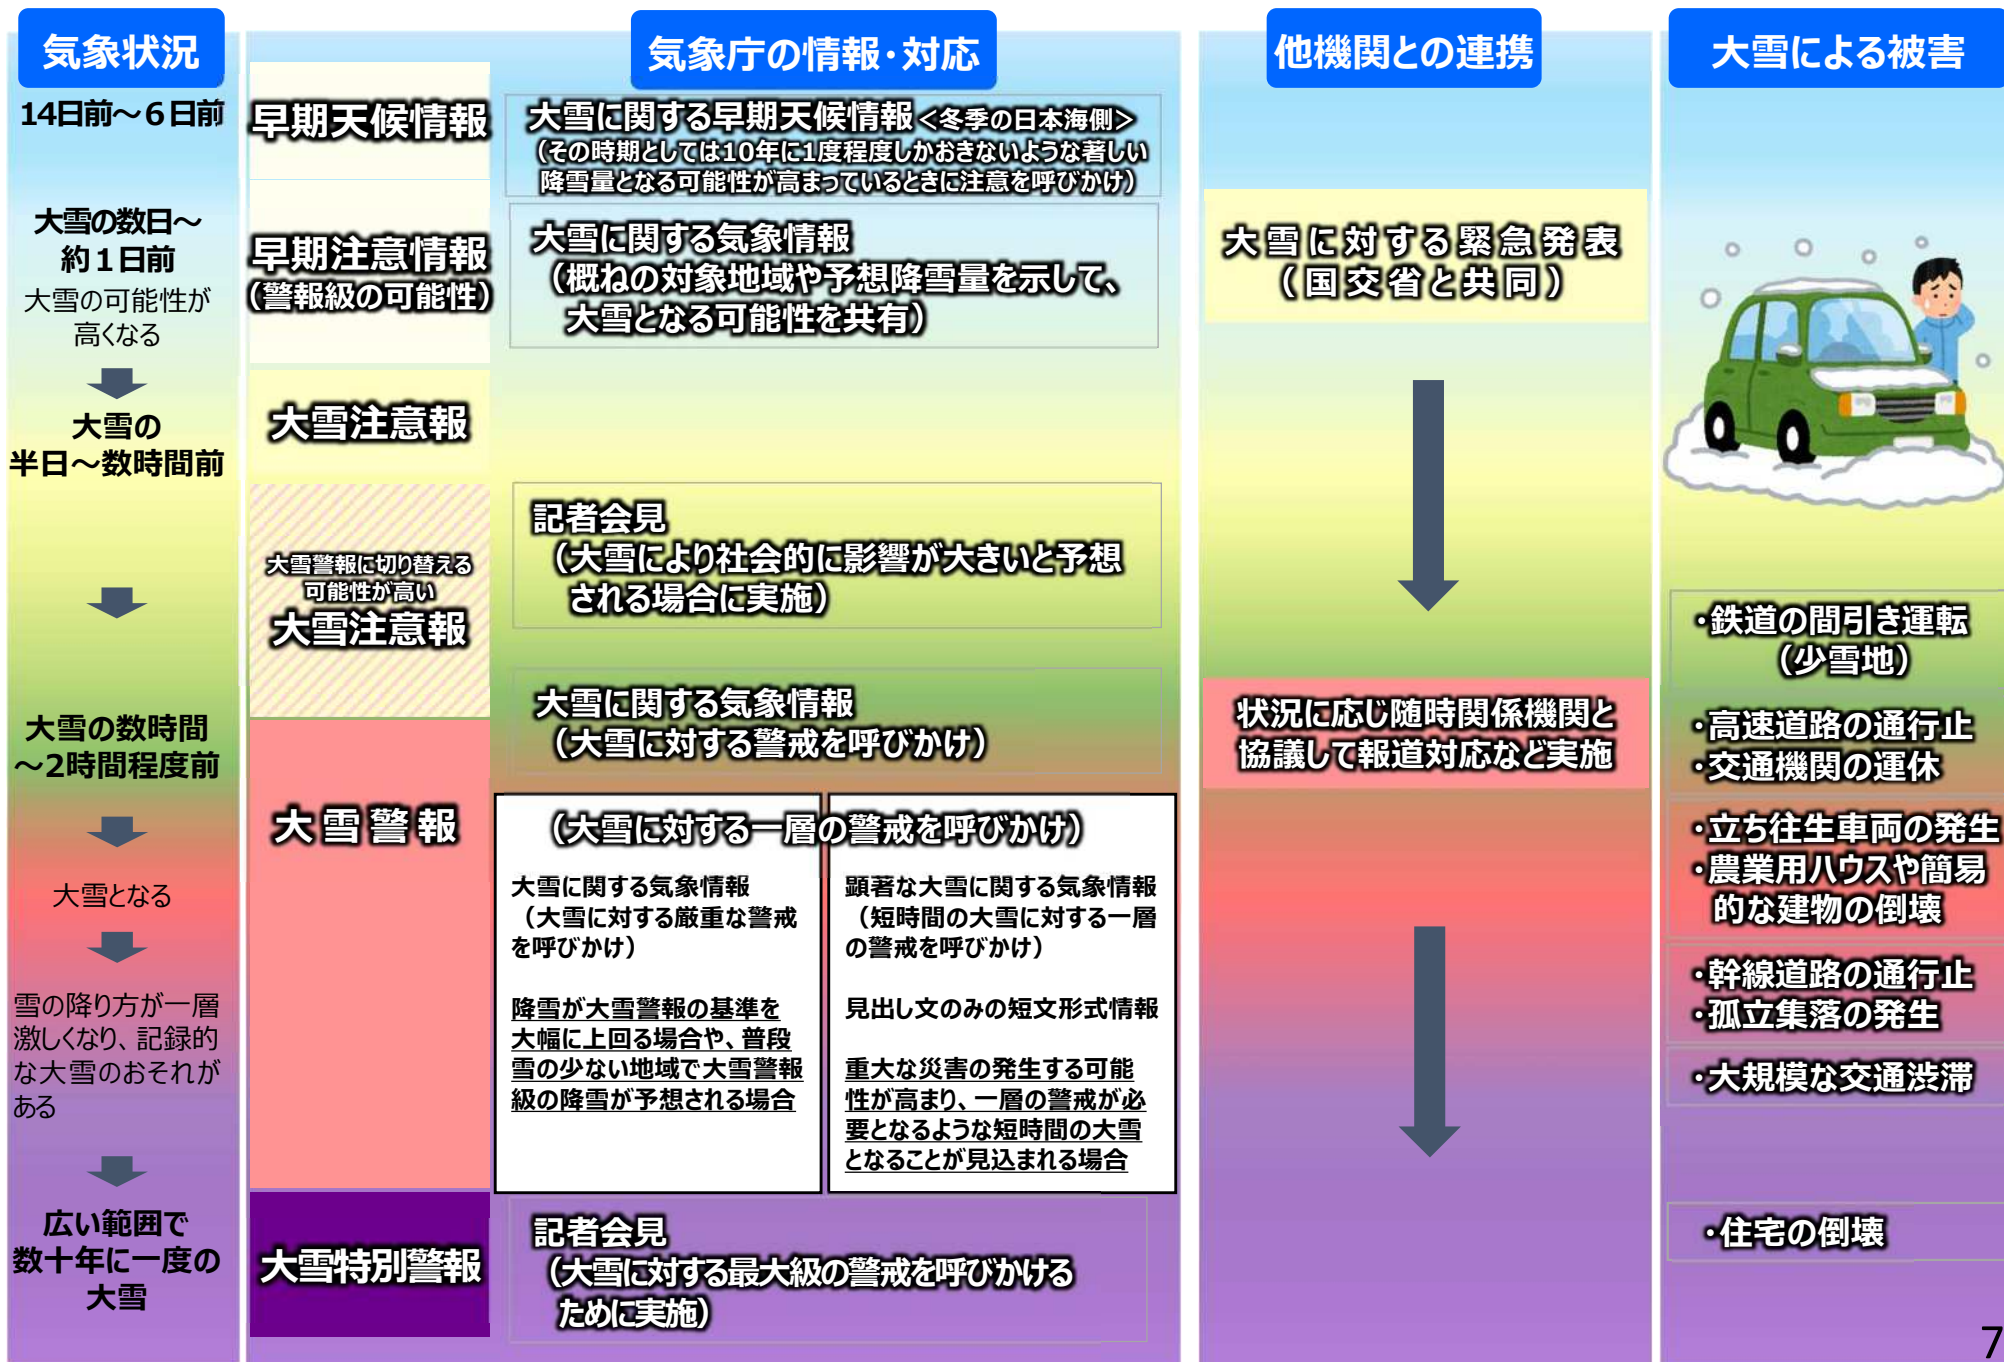 気象状況
14日前～6日前
大雪の数日～
約1日前
大雪の可能性が
高くなる
大雪の
半日～数時間前
大雪の数時間
～2時間程度前
大雪となる
雪の降り方が一層
激しくなり、記録的
な大雪のおそれが
ある
広い範囲で
数十年に一度の
大雪
気象庁の情報・対応
早期天候情報
大雪に関する早期天候情報＜冬季の日本海側＞
（その時期としては10年に1度程度しかおきないような著しい
降雪量となる可能性が高まっているときに注意を呼びかけ）
早期注意情報
（警報級の可能性）
大雪に関する気象情報
（概ねの対象地域や予想降雪量を示して、
大雪となる可能性を共有）
大雪注意報
大雪警報に切り替える
可能性が高い
大雪注意報
記者会見
（大雪により社会的に影響が大きいと予想
される場合に実施）
大雪に関する気象情報
（大雪に対する警戒を呼びかけ）
大雪警報
（大雪に対する一層の警戒を呼びかけ）
大雪に関する気象情報
（大雪に対する厳重な警戒
を呼びかけ）
降雪が大雪警報の基準を
大幅に上回る場合や、普段
雪の少ない地域で大雪警報
級の降雪が予想される場合
顕著な大雪に関する気象情報
（短時間の大雪に対する一層
の警戒を呼びかけ）
見出し文のみの短文形式情報
重大な災害の発生する可能
性が高まり、一層の警戒が必
要となるような短時間の大雪
となることが見込まれる場合
大雪特別警報
記者会見
（大雪に対する最大級の警戒を呼びかける
ために実施）
他機関との連携
大雪に対する緊急発表
（国交省と共同）
状況に応じ随時関係機関と
協議して報道対応など実施
大雪による被害
・鉄道の間引き運転
（少雪地）
・高速道路の通行止
・交通機関の運休
・立ち往生車両の発生
・農業用ハウスや簡易
的な建物の倒壊
・幹線道路の通行止
・孤立集落の発生
・大規模な交通渋滞
・住宅の倒壊
7